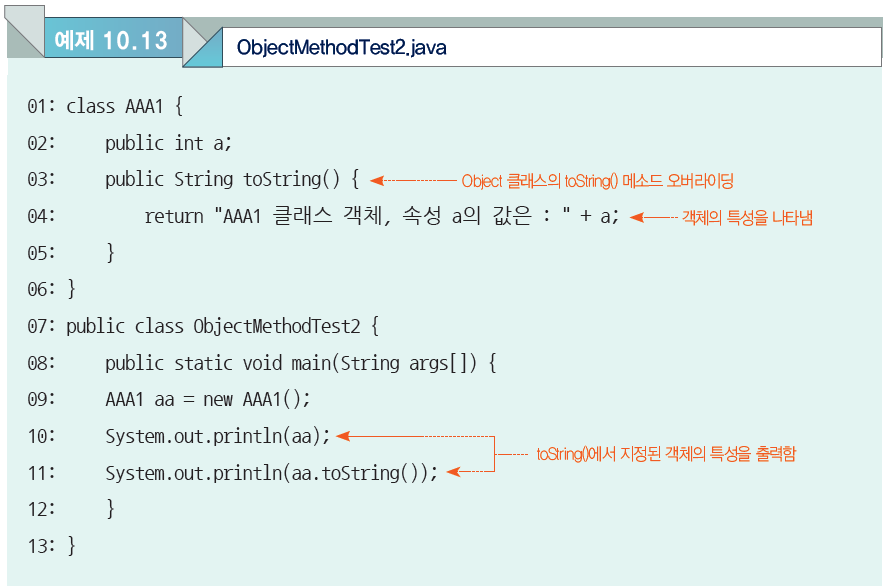 예제 10.13 ObjectMethodTest2.java
01: class AAA1 {
02: public int a;
03: public String toString() { Object 클래스의 toString() 메소드 오버라이딩
04: return "AAA1 클래스 객체, 속성 a의 값은 : " + a; 객체의 특성을 나타냄
05: }
06: }
07: public class ObjectMethodTest2 {
08: public static void main(String args[]) {
09: AAA1 aa = new AAA1();
10: System.out.println(aa);
toString()에서 지정된 객체의 특성을 출력함
11: System.out.println(aa.toString());
12: }
13: }